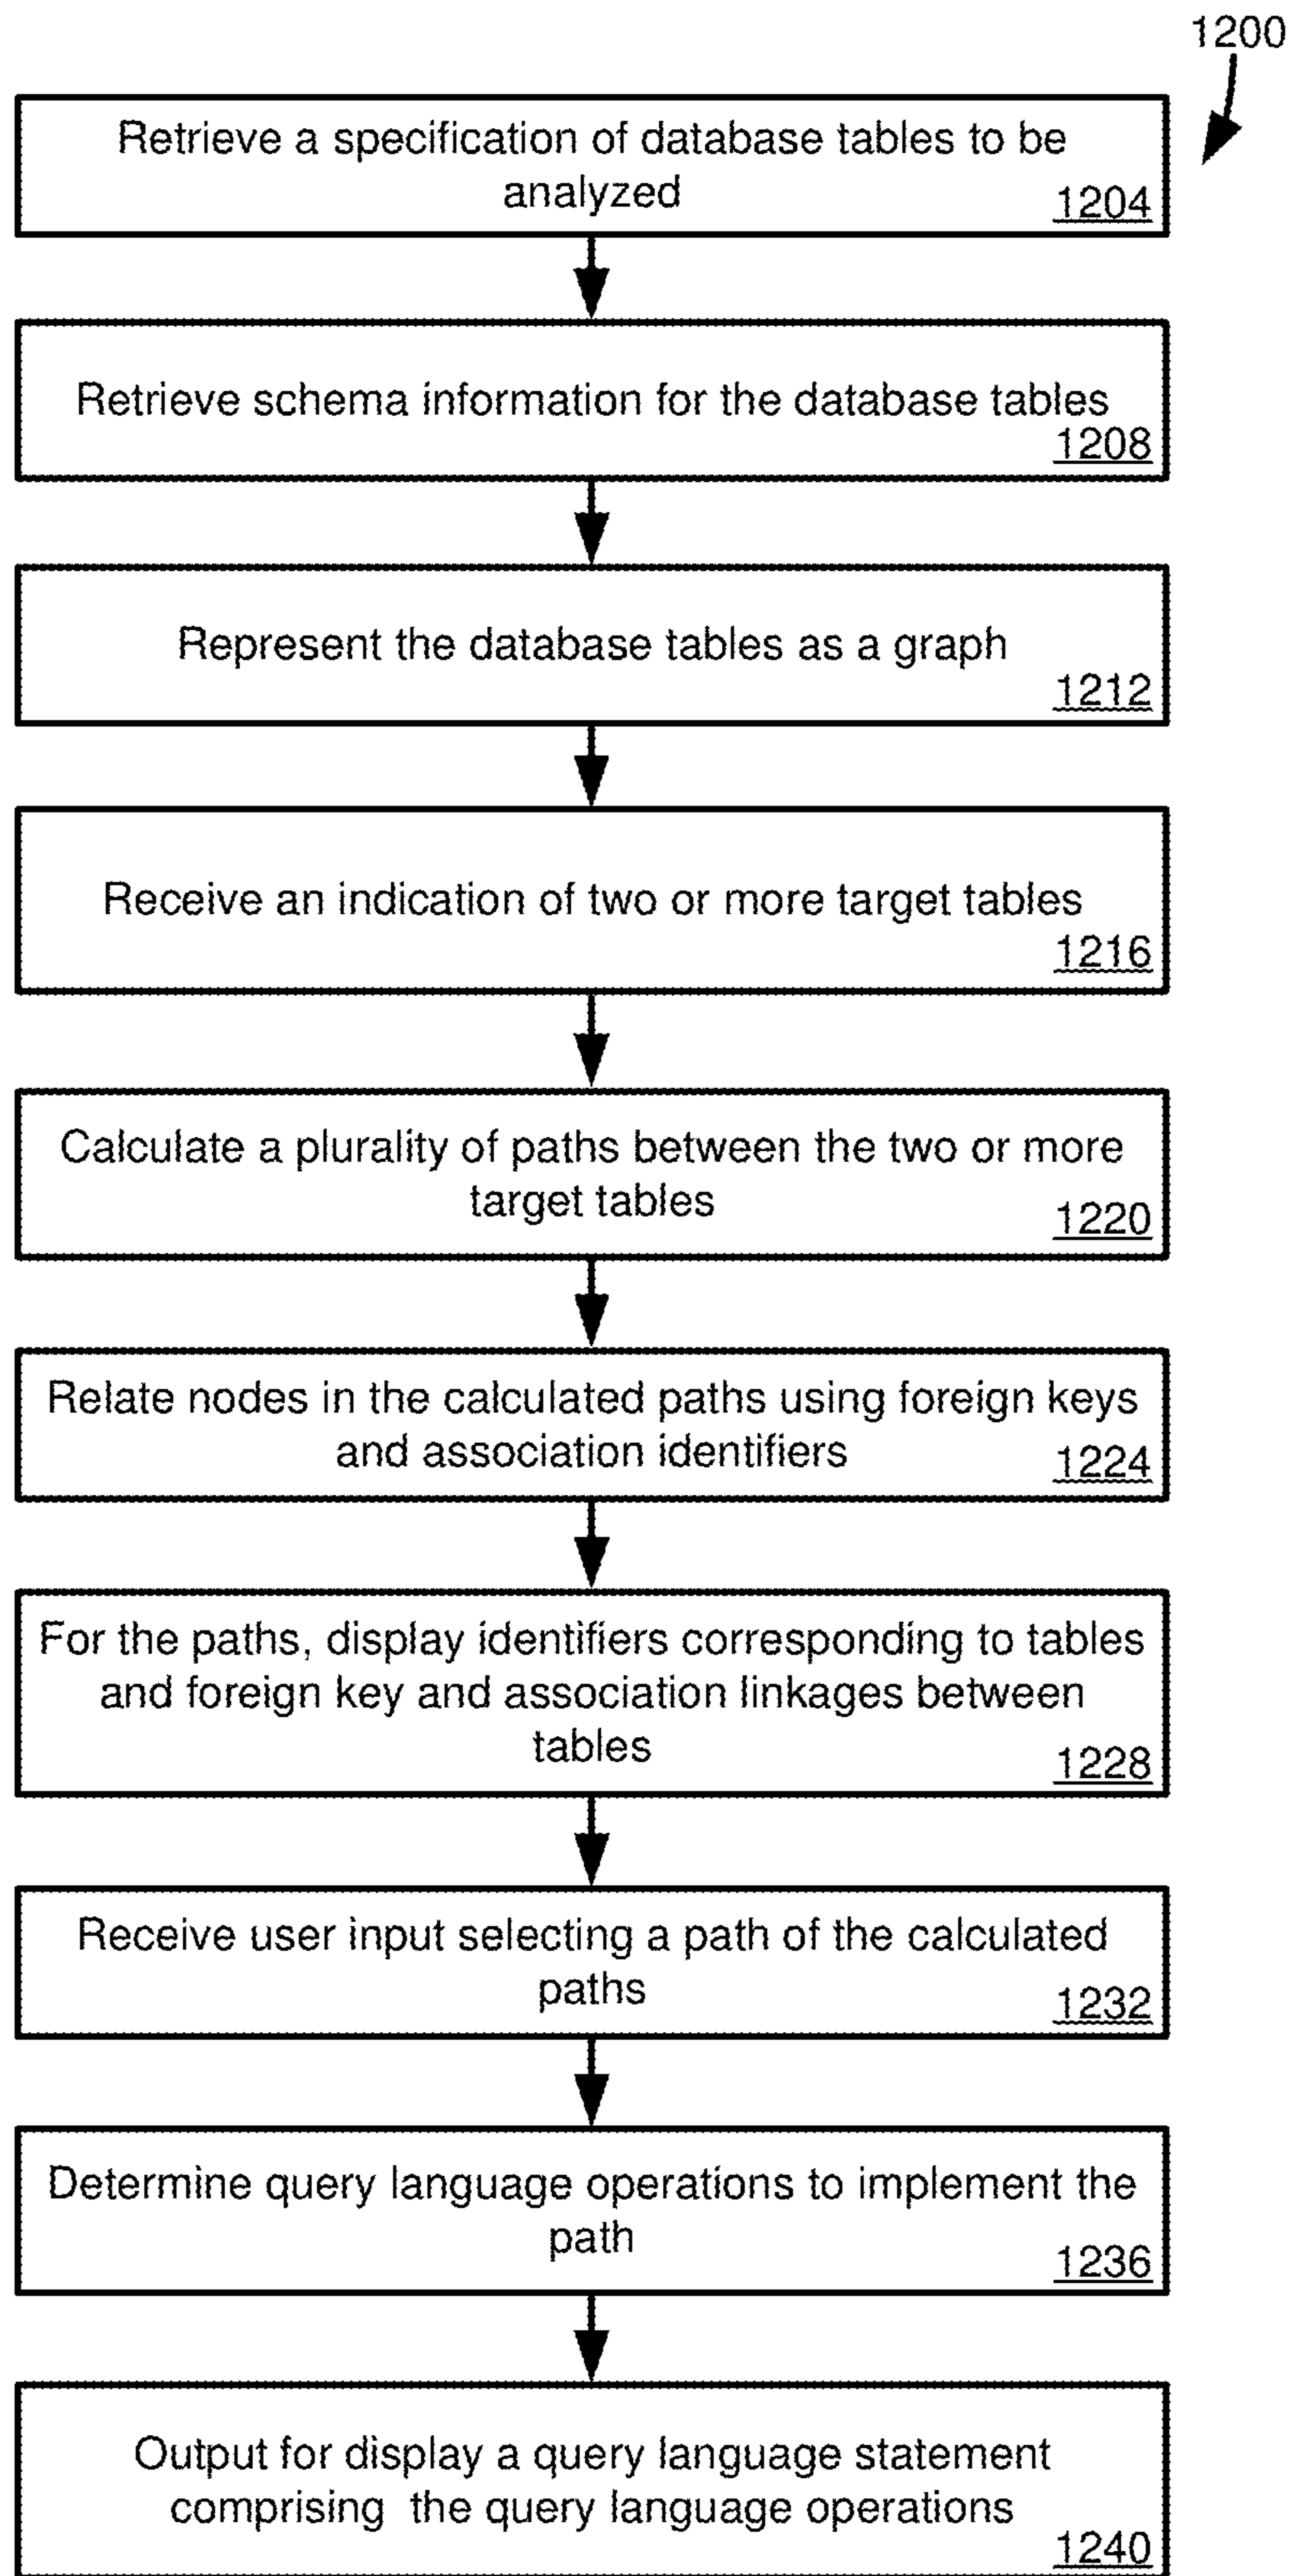 1200
Retrieve a specification of database tables to be
analyzed
1204
Retrieve schema information for the database tables
1208
Represent the database tables as a graph
1212
Receive an indication of two or more target tables
1216
Calculate a plurality of paths between the two or more
target tables
1220
Relate nodes in the calculated paths using foreign keys
and association identifiers
1224
For the paths, display identifiers corresponding to tables
and foreign key and association linkages between
tables
1228
Receive user input selecting a path of the calculated
paths
1232
Determine query language operations to implement the
path
1236
Output for display a query language statement
comprising the query language operations
1240